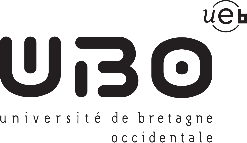 ueb
UBO
université de bretagne
occidentale